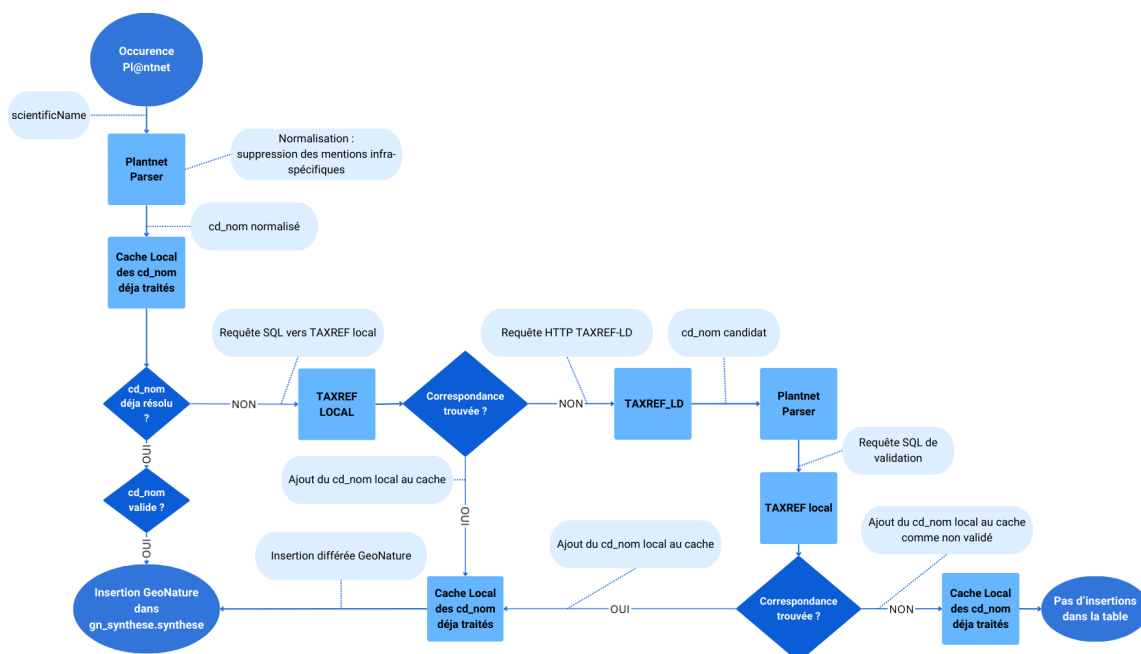 Occurence
Pl@ntnet
scientificName
Plantnet
Parser
Normalisation :
suppression des mentions infra-
spécifiques
cd_nom normalisé
Cache Local
des cd_nom
déja traités
Requête SQL vers TAXREF local
Requête HTTP TAXREF-LD
cd_nom candidat
cd_nom
déja résolu
?
NON
TAXREF
LOCAL
Correspondance
trouvée ?
NON
TAXREF_LD
Plantnet
Parser
OUI
Requête SQL de
validation
Ajout du cd_nom local au cache
cd_nom
valide ?
OUI
TAXREF local
Ajout du cd_nom local au cache
comme non validé
OUI
Insertion différée GeoNature
Ajout du cd_nom local au cache
Insertion GeoNature
dans
gn_synthese.synthese
Cache Local
des cd_nom
déja traités
OUI
Correspondance
trouvée ?
NON
Cache Local
des cd_nom
déja traités
Pas d'insertions
dans la table